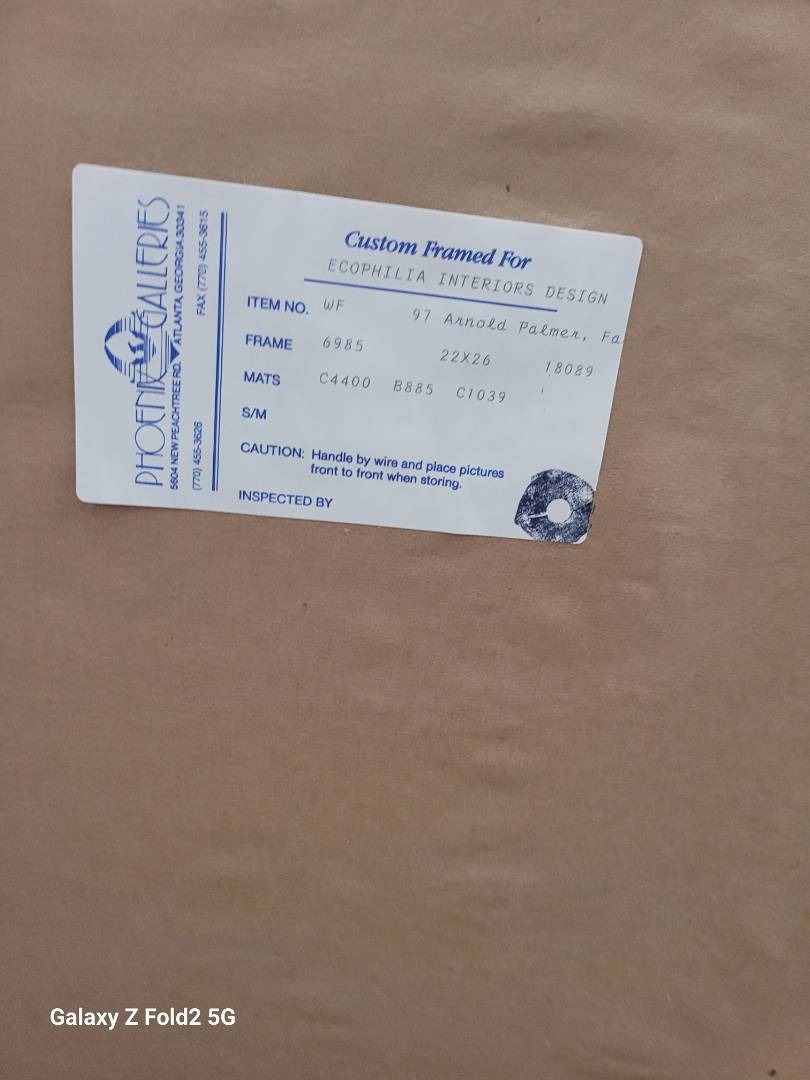 PHOENIX GALLERIES
5604 NEW PEACHTREE RD. ATLANTA, GEORGIA 30341
(770) 455-3626 FAX (770) 455-3615
Custom Framed For
ECOPHILIA INTERIORS DESIGN
ITEM NO. WF 97 Arnold Palmer, Fa
FRAME 6985 22X26 18089
MATS C4400 B885 C1039
S/M
CAUTION: Handle by wire and place pictures
front to front when storing.
INSPECTED BY
Galaxy Z Fold2 5G